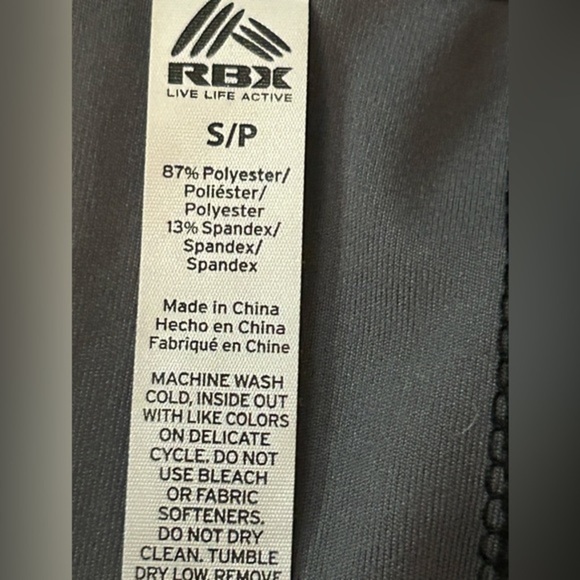 RBX
LIVE LIFE ACTIVE
S/P
87% Polyester/
Poliéster/
Polyester
13% Spandex/
Spandex/
Spandex
Made in China
Hecho en China
Fabriqué en Chine
MACHINE WASH
COLD, INSIDE OUT
WITH LIKE COLORS
ON DELICATE
CYCLE. DO NOT
USE BLEACH
OR FABRIC
SOFTENERS.
DO NOT DRY
CLEAN. TUMBLE
DRY LOW. REMOVE